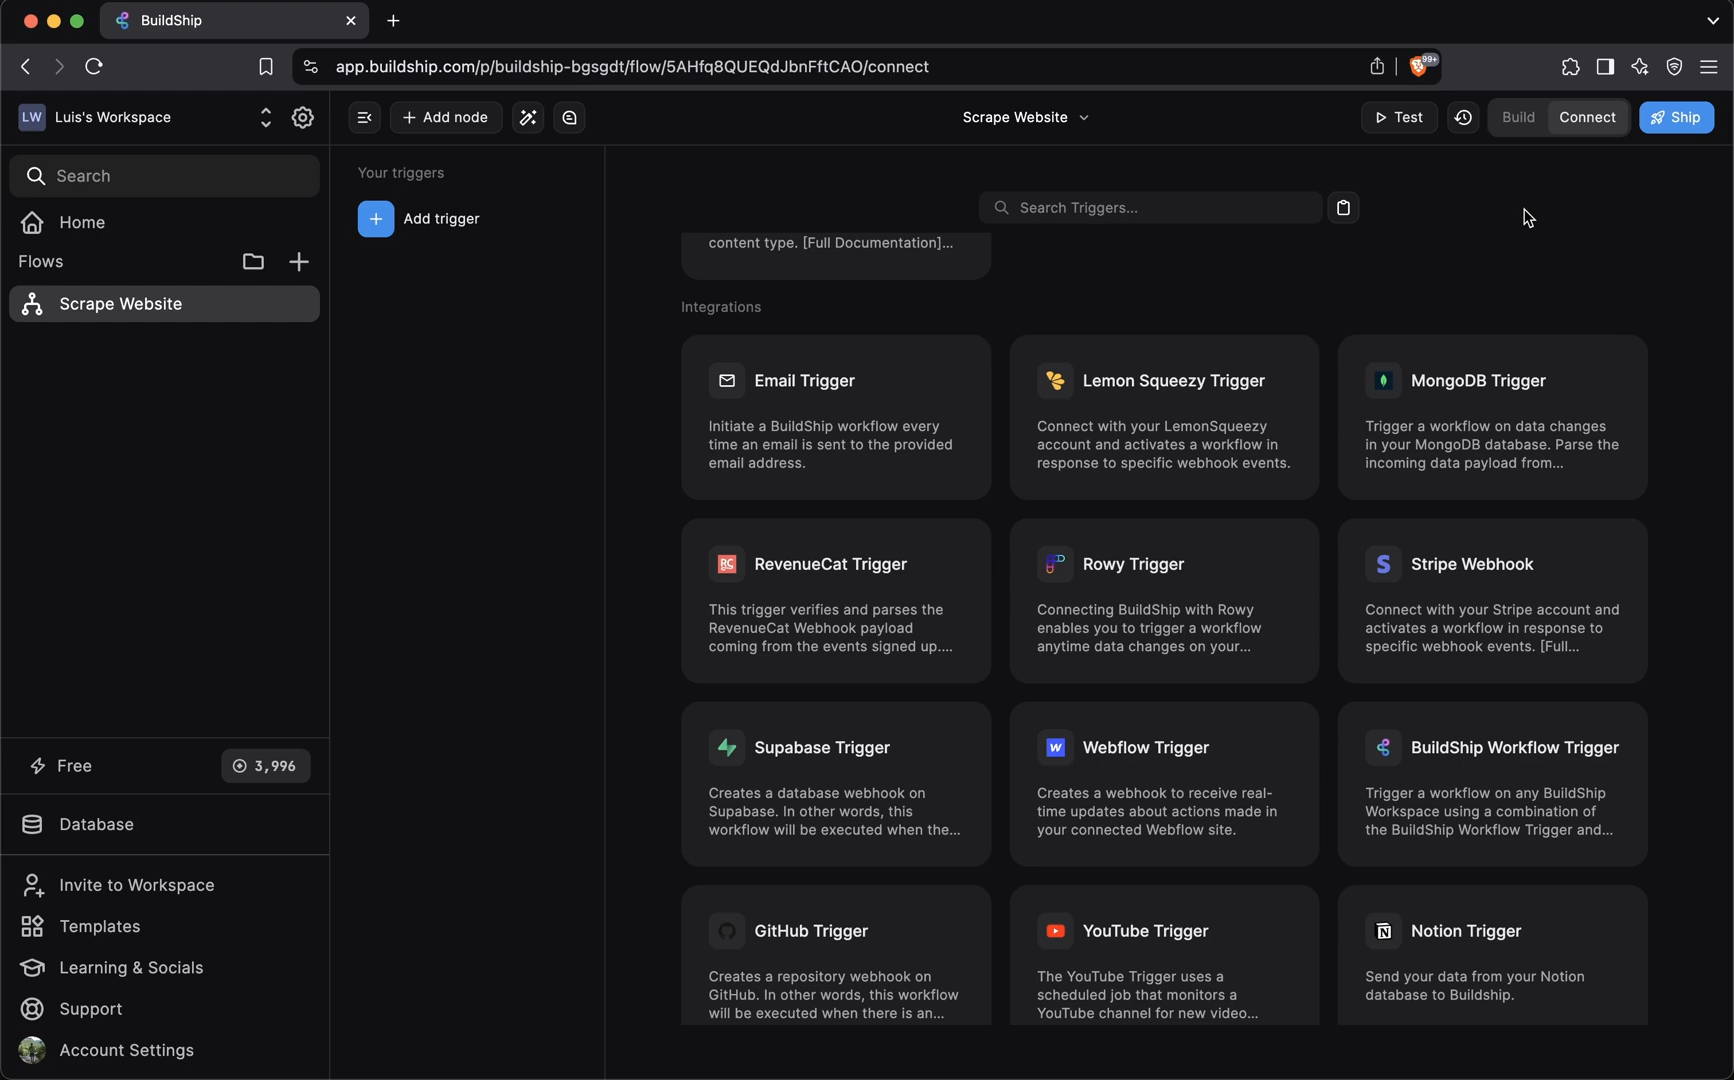 BuildShip
app.buildship.com/p/buildship-bgsgdt/flow/5AHfq8QUEQdJbnFftCAO/connect
99+
LW Luis's Workspace
Add node
Scrape Website
Test
Build
Connect
Ship
Search
Home
Flows
Scrape Website
Free
3,996
Database
Invite to Workspace
Templates
Learning & Socials
Support
Account Settings
Your triggers
Add trigger
Search Triggers...
content type. [Full Documentation]...
Integrations
Email Trigger
Initiate a BuildShip workflow every
time an email is sent to the provided
email address.
Lemon Squeezy Trigger
Connect with your LemonSqueezy
account and activates a workflow in
response to specific webhook events.
MongoDB Trigger
Trigger a workflow on data changes
in your MongoDB database. Parse the
incoming data payload from...
RC RevenueCat Trigger
This trigger verifies and parses the
RevenueCat Webhook payload
coming from the events signed up....
Rowy Trigger
Connecting BuildShip with Rowy
enables you to trigger a workflow
anytime data changes on your...
S Stripe Webhook
Connect with your Stripe account and
activates a workflow in response to
specific webhook events. [Full...
Supabase Trigger
Creates a database webhook on
Supabase. In other words, this
workflow will be executed when the...
W Webflow Trigger
Creates a webhook to receive real-
time updates about actions made in
your connected Webflow site.
BuildShip Workflow Trigger
Trigger a workflow on any BuildShip
Workspace using a combination of
the BuildShip Workflow Trigger and...
GitHub Trigger
Creates a repository webhook on
GitHub. In other words, this workflow
will be executed when there is an...
YouTube Trigger
The YouTube Trigger uses a
scheduled job that monitors a
YouTube channel for new video...
N Notion Trigger
Send your data from your Notion
database to Buildship.